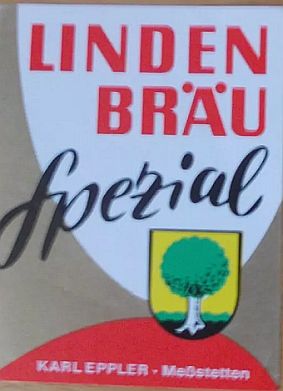 LINDEN
BRÄU
Spezial
KARL EPPLER - Meßstetten